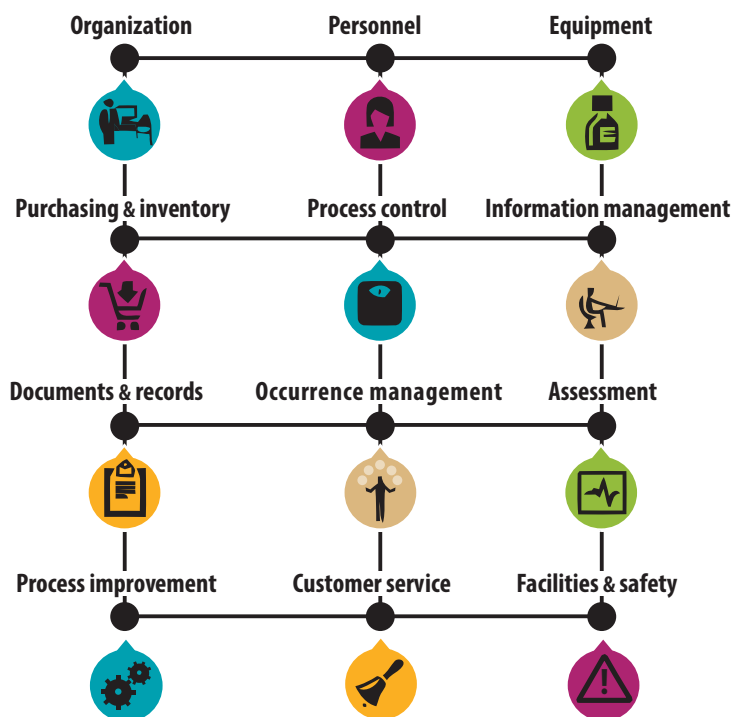 Organization
Personnel
Equipment
Purchasing & inventory
Process control
Information management
Documents & records
Occurrence management
Assessment
Process improvement
Customer service
Facilities & safety